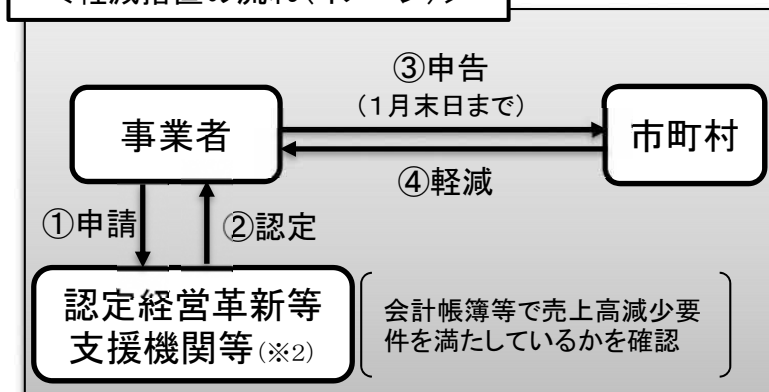 ③申告
(1月末日まで)
事業者
市町村
④軽減
①申請
②認定
認定経営革新等
支援機関等(※2)
会計帳簿等で売上高減少要
件を満たしているかを確認